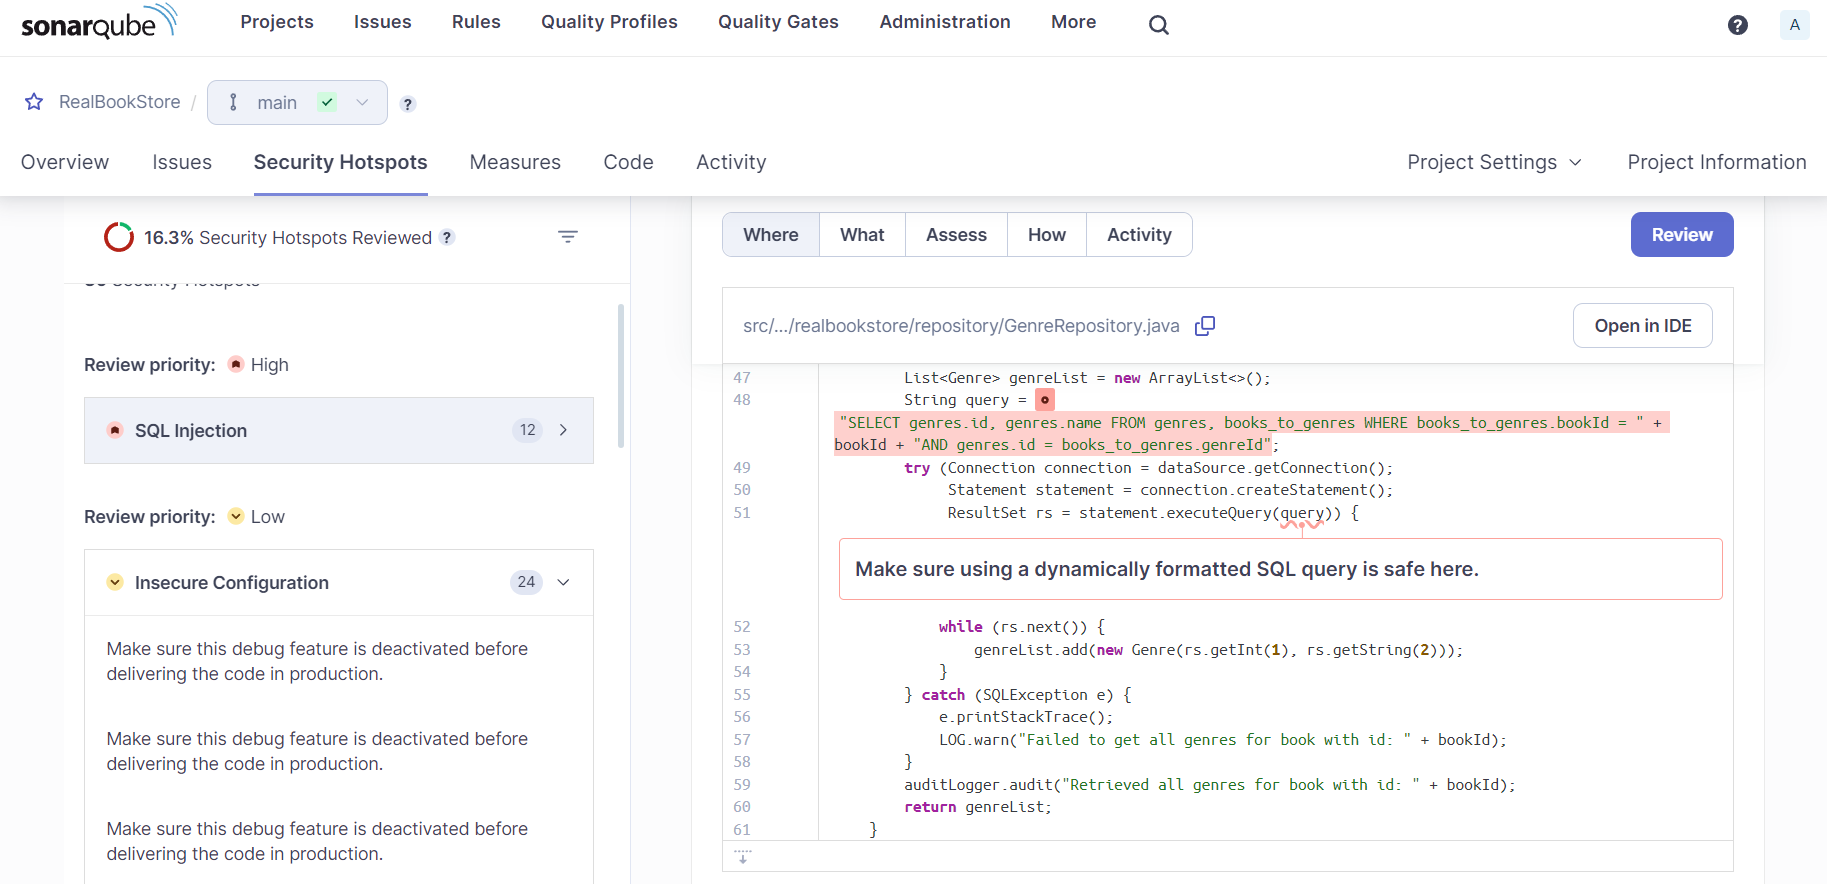 sonarqube
Projects Issues Rules Quality Profiles Quality Gates Administration More
? A
RealBookStore / main ?
Overview Issues Security Hotspots Measures Code Activity Project Settings Project Information
16.3% Security Hotspots Reviewed ?
Security Hotspots
Review priority: High
SQL Injection 12
Review priority: Low
Insecure Configuration 24
Make sure this debug feature is deactivated before
delivering the code in production.
Make sure this debug feature is deactivated before
delivering the code in production.
Make sure this debug feature is deactivated before
delivering the code in production.
Where What Assess How Activity Review
src/.../realbookstore/repository/GenreRepository.java Open in IDE
47 List<Genre> genreList = new ArrayList<>();
48 String query =
"SELECT genres.id, genres.name FROM genres, books_to_genres WHERE books_to_genres.bookId = " +
bookId + "AND genres.id = books_to_genres.genreId";
49 try (Connection connection = dataSource.getConnection();
50 Statement statement = connection.createStatement();
51 ResultSet rs = statement.executeQuery(query)) {
Make sure using a dynamically formatted SQL query is safe here.
52 while (rs.next()) {
53 genreList.add(new Genre(rs.getInt(1), rs.getString(2)));
54 }
55 } catch (SQLException e) {
56 e.printStackTrace();
57 LOG.warn("Failed to get all genres for book with id: " + bookId);
58 }
59 auditLogger.audit("Retrieved all genres for book with id: " + bookId);
60 return genreList;
61 }